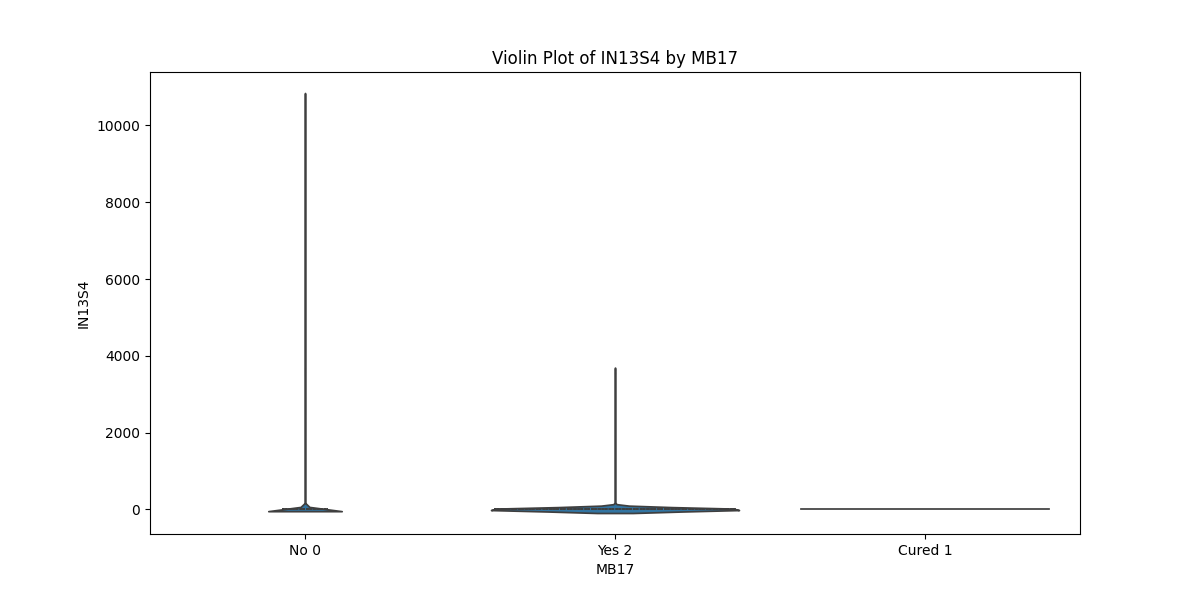 Violin Plot of IN13S4 by MB17
10000
8000
6000
4000
2000
0
IN13S4
No 0
Yes 2
Cured 1
MB17